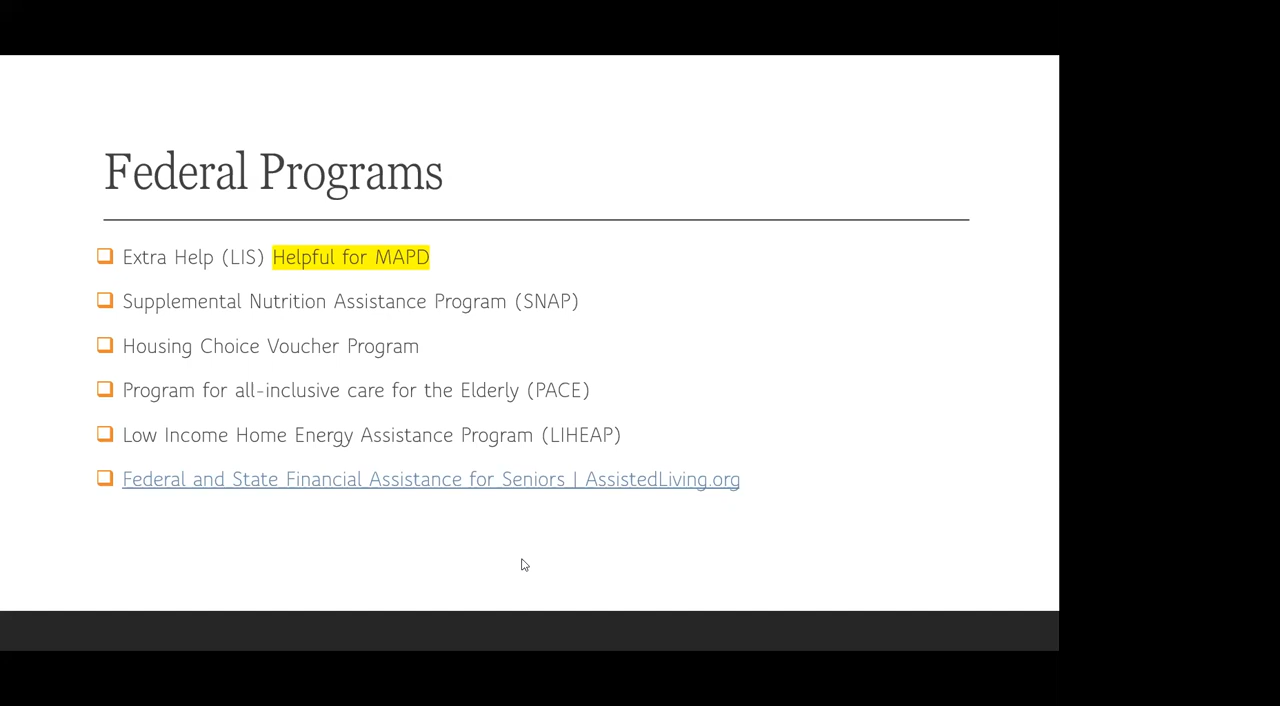 Federal Programs
Extra Help (LIS) Helpful for MAPD
Supplemental Nutrition Assistance Program (SNAP)
Housing Choice Voucher Program
Program for all-inclusive care for the Elderly (PACE)
Low Income Home Energy Assistance Program (LIHEAP)
Federal and State Financial Assistance for Seniors | AssistedLiving.org